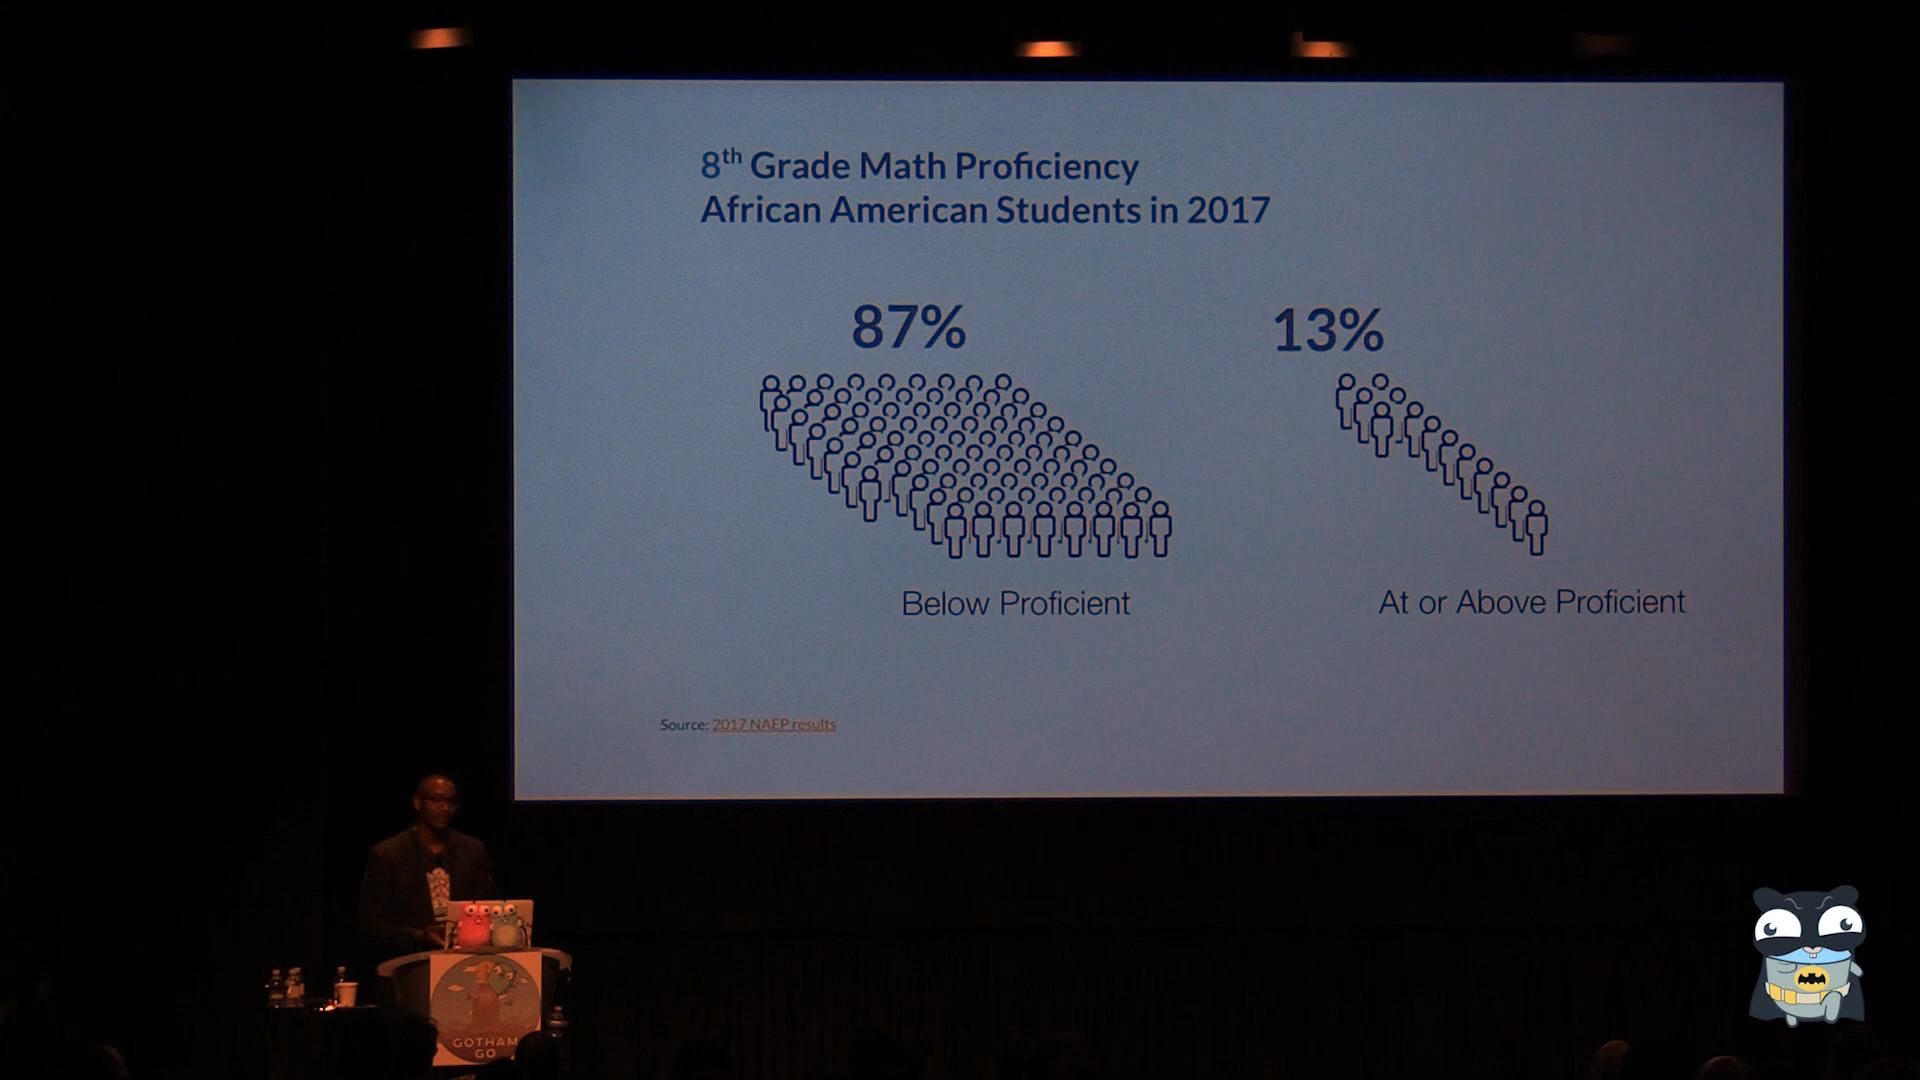 8th Grade Math Proficiency
African American Students in 2017
87%
13%
Below Proficient
At or Above Proficient
Source: 2017 NAEP results
GOTHAM
GO